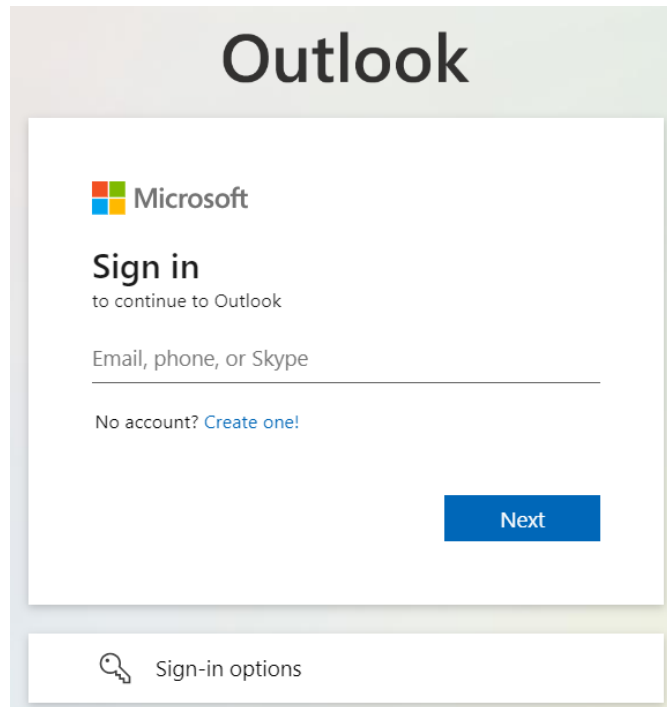 Outlook
Microsoft
Sign in
to continue to Outlook
Email, phone, or Skype
No account? Create one!
Next
Sign-in options